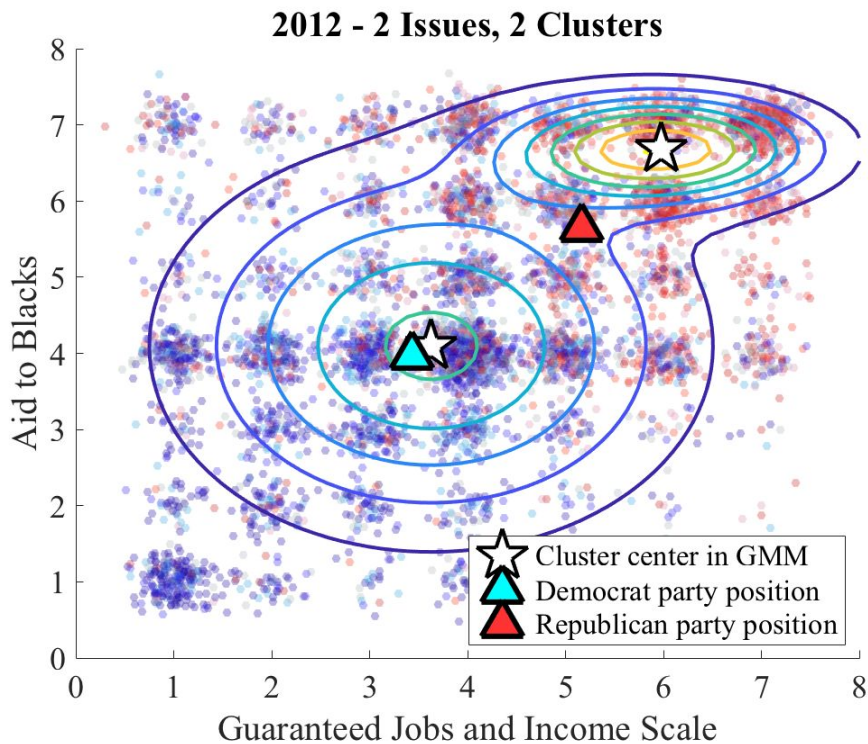 2012 - 2 Issues, 2 Clusters
8
7
6
5
4
3
2
1
0
Aid to Blacks
Cluster center in GMM
Democrat party position
Republican party position
0 1 2 3 4 5 6 7 8
Guaranteed Jobs and Income Scale